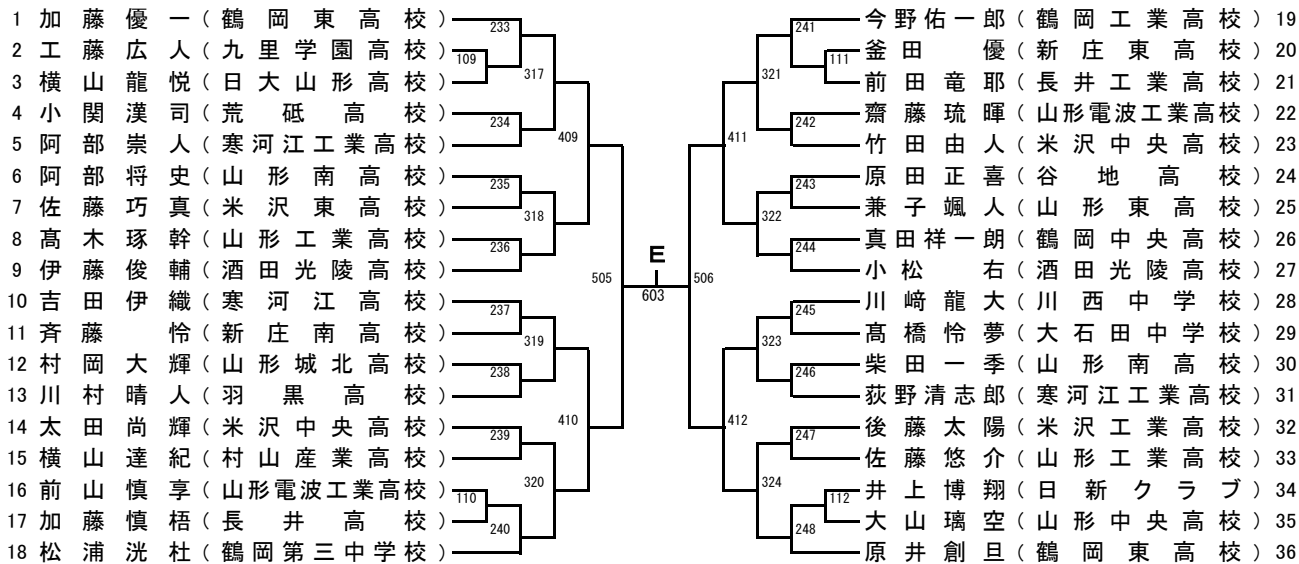 1 加藤優一(鶴岡東高校) 233 241 今野佑一郎(鶴岡工業高校) 19
2 工藤広人(九里学園高校) 109 317 321 111 釜田優(新庄東高校) 20
3 横山龍悦(日大山形高校) 前田竜耶(長井工業高校) 21
4 小関漢司(荒砥高校) 234 409 411 242 齋藤琉暉(山形電波工業高校) 22
5 阿部崇人(寒河江工業高校) 竹田由人(米沢中央高校) 23
6 阿部将史(山形南高校) 235 243 原田正喜(谷地高校) 24
7 佐藤巧真(米沢東高校) 318 322 兼子颯人(山形東高校) 25
8 髙木琢幹(山形工業高校) 236 244 真田祥一朗(鶴岡中央高校) 26
9 伊藤俊輔(酒田光陵高校) 505 E 603 506 小松右(酒田光陵高校) 27
10 吉田伊織(寒河江高校) 237 245 川﨑龍大(川西中学校) 28
11 斉藤怜(新庄南高校) 319 323 髙橋怜夢(大石田中学校) 29
12 村岡大輝(山形城北高校) 238 246 柴田一季(山形南高校) 30
13 川村晴人(羽黒高校) 410 412 荻野清志郎(寒河江工業高校) 31
14 太田尚輝(米沢中央高校) 239 247 後藤太陽(米沢工業高校) 32
15 横山達紀(村山産業高校) 320 324 佐藤悠介(山形工業高校) 33
16 前山慎享(山形電波工業高校) 110 112 井上博翔(日新クラブ) 34
17 加藤慎梧(長井高校) 240 248 大山璃空(山形中央高校) 35
18 松浦洸杜(鶴岡第三中学校) 原井創旦(鶴岡東高校) 36